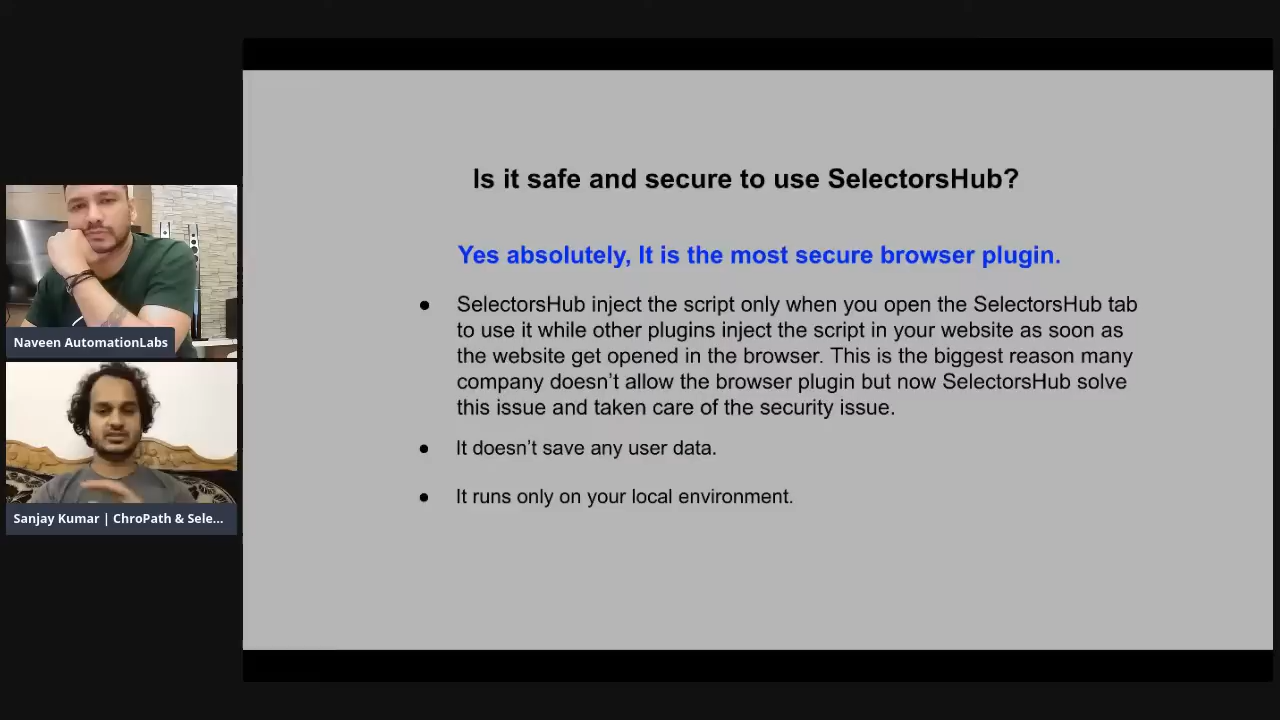 Is it safe and secure to use SelectorsHub?
Yes absolutely, It is the most secure browser plugin.
● SelectorsHub inject the script only when you open the SelectorsHub tab
to use it while other plugins inject the script in your website as soon as
the website get opened in the browser. This is the biggest reason many
company doesn’t allow the browser plugin but now SelectorsHub solve
this issue and taken care of the security issue.
● It doesn’t save any user data.
● It runs only on your local environment.
Naveen AutomationLabs
Sanjay Kumar | ChroPath & Sele...